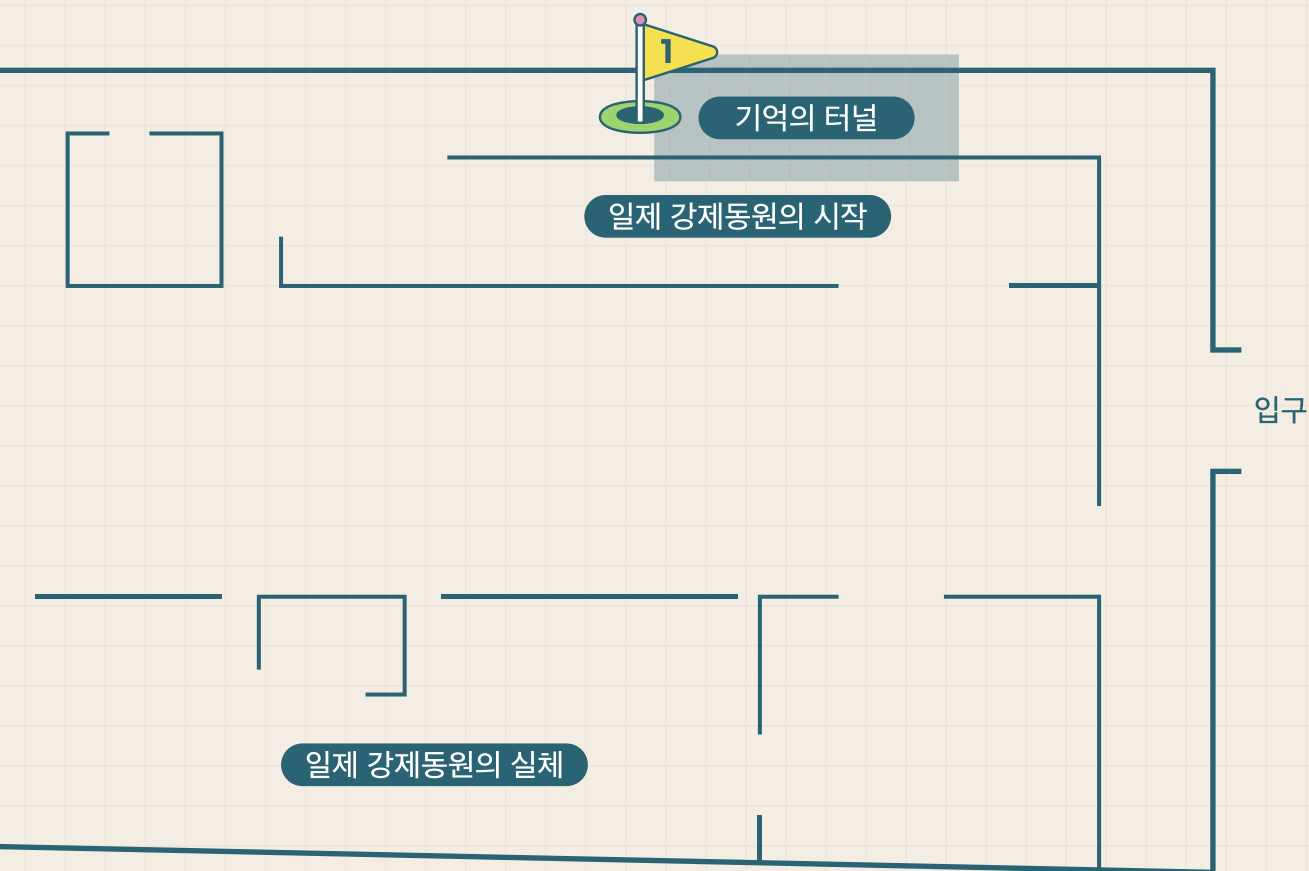 1
기억의 터널
일제 강제동원의 시작
입구
일제 강제동원의 실체